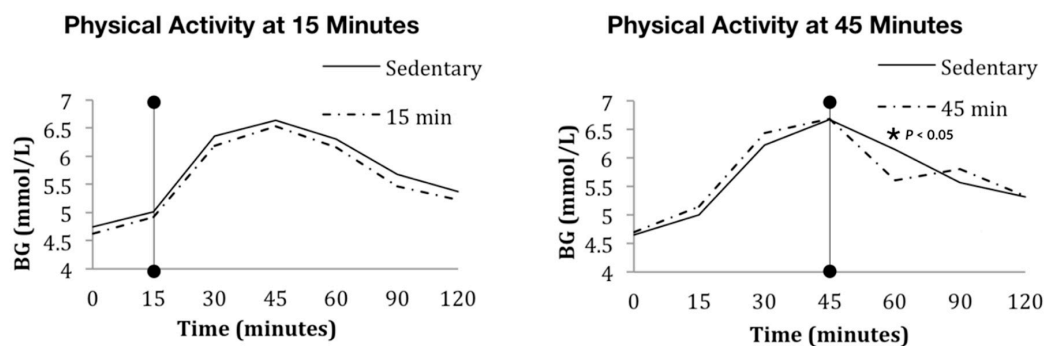 Physical Activity at 15 Minutes
Sedentary
15 min
BG (mmol/L)
7
6.5
6
5.5
5
4.5
4
0 15 30 45 60 90 120
Time (minutes)
Physical Activity at 45 Minutes
Sedentary
45 min
* P < 0.05
BG (mmol/L)
7
6.5
6
5.5
5
4.5
4
0 15 30 45 60 90 120
Time (minutes)